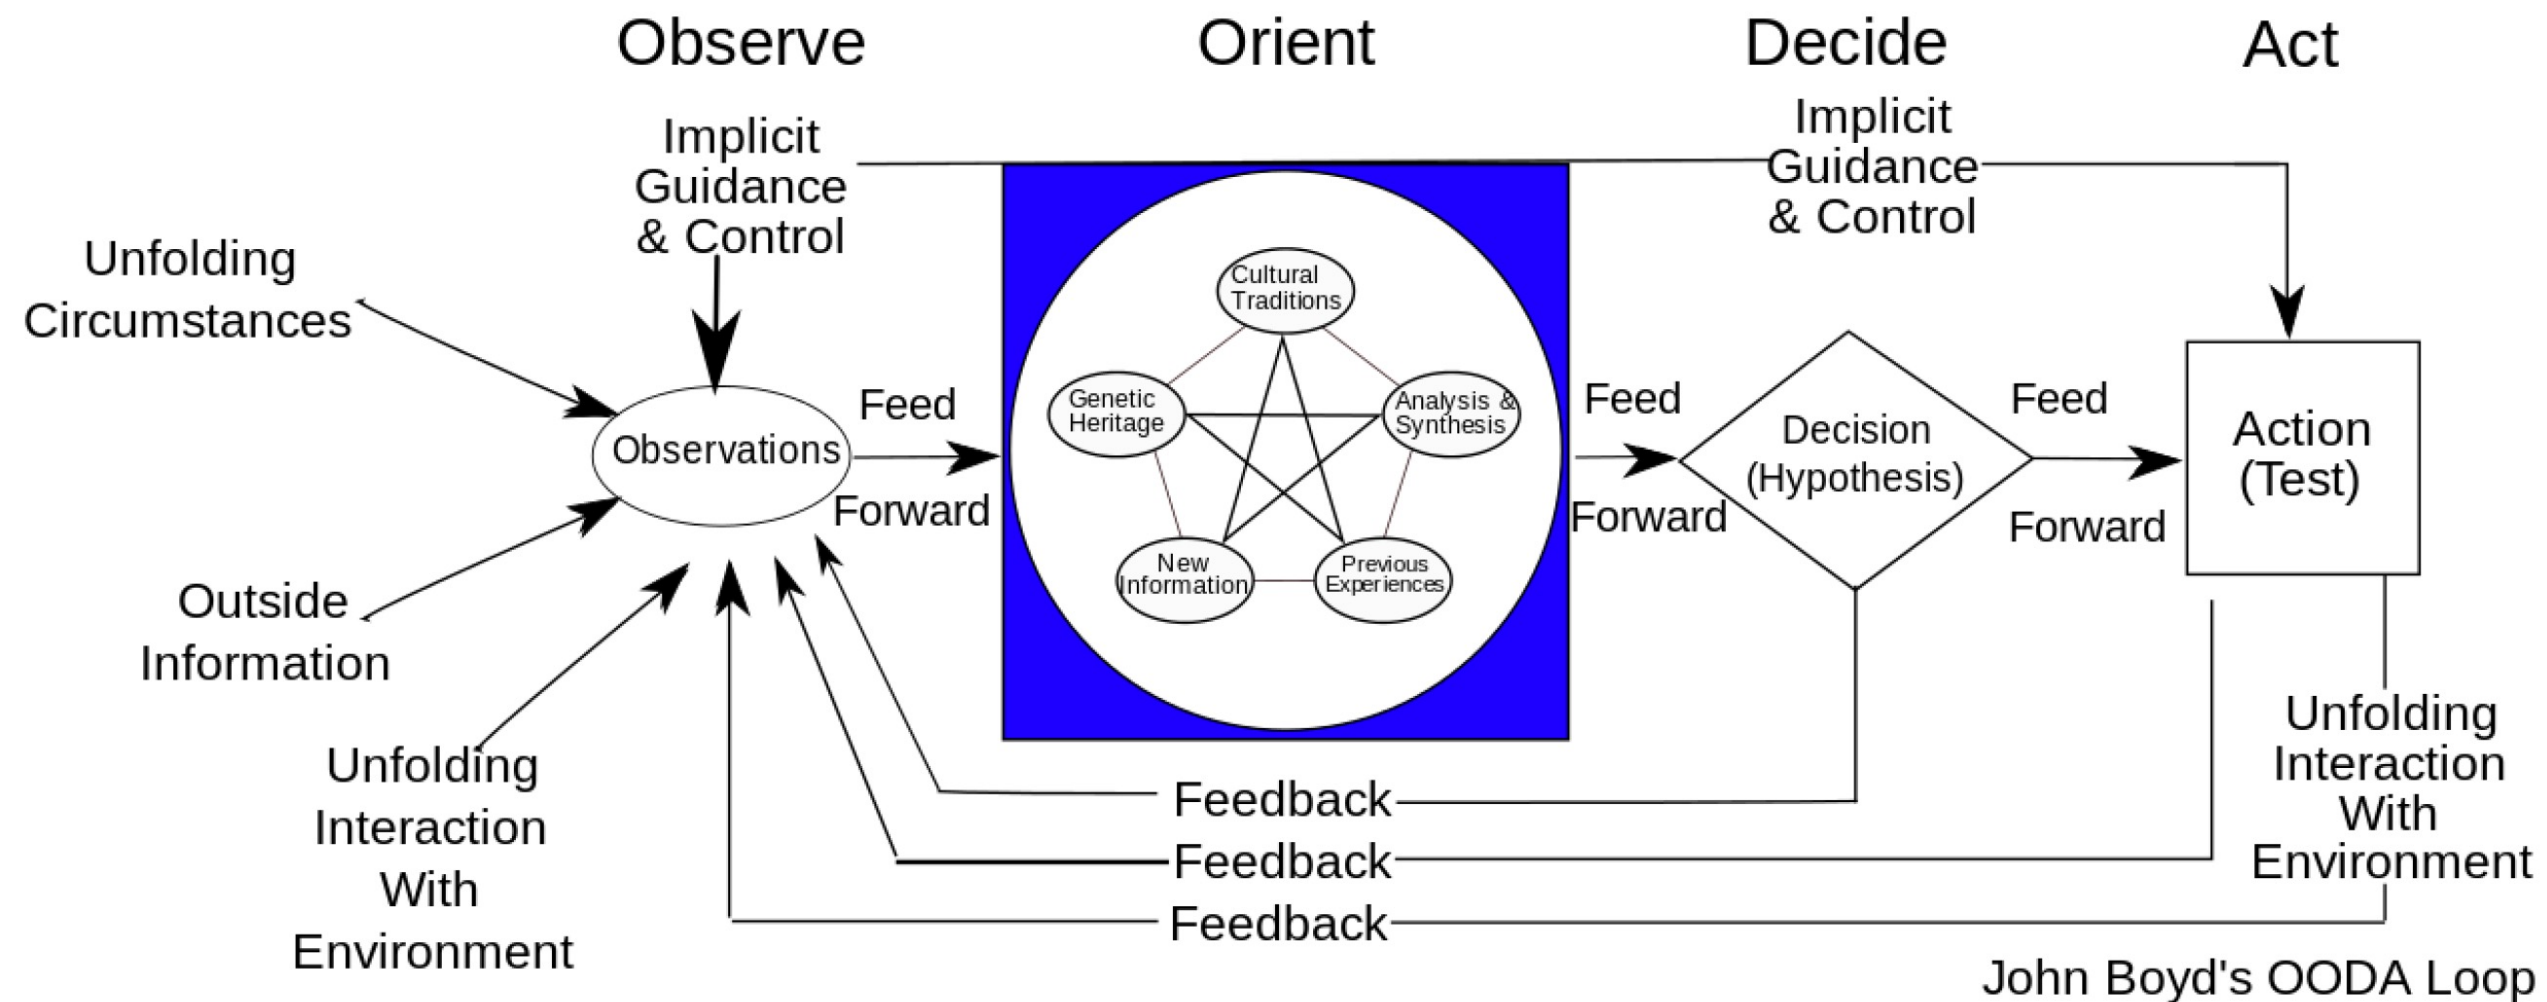 Observe
Orient
Decide
Act
Implicit
Guidance
& Control
Implicit
Guidance
& Control
Unfolding
Circumstances
Outside
Information
Unfolding
Interaction
With
Environment
Observations
Feed
Forward
Cultural
Traditions
Genetic
Heritage
Analysis &
Synthesis
New
Information
Previous
Experiences
Feed
Forward
Decision
(Hypothesis)
Feed
Forward
Action
(Test)
Unfolding
Interaction
With
Environment
Feedback
Feedback
Feedback
John Boyd's OODA Loop